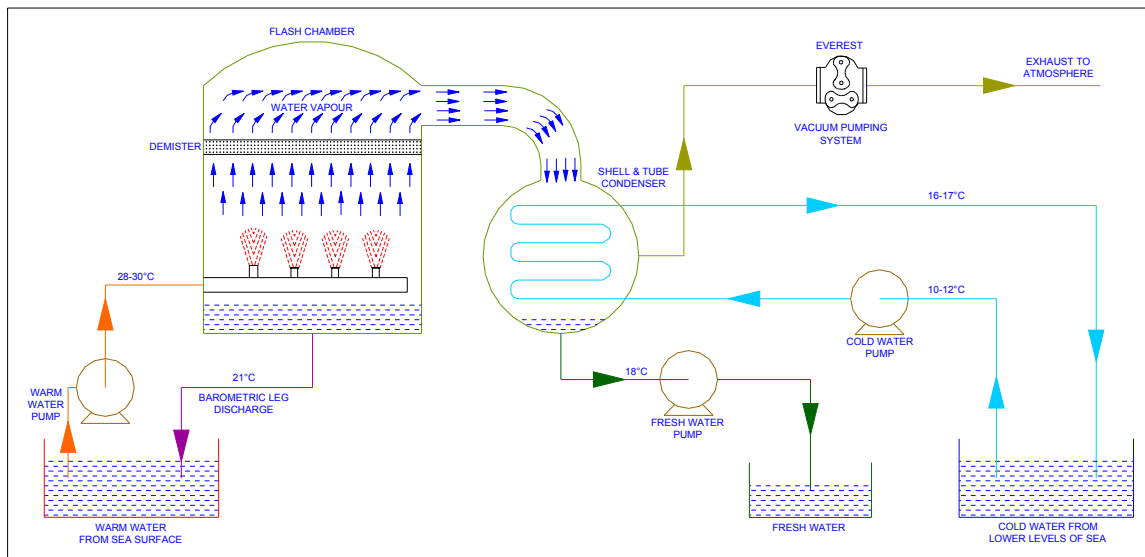 FLASH CHAMBER
EVEREST
EXHAUST TO
ATMOSPHERE
WATER VAPOUR
VACUUM PUMPING
SYSTEM
DEMISTER
SHELL & TUBE
CONDENSER
16-17°C
28-30°C
10-12°C
COLD WATER
PUMP
21°C
BAROMETRIC LEG
DISCHARGE
18°C
WARM
WATER
PUMP
FRESH WATER
PUMP
WARM WATER
FROM SEA SURFACE
FRESH WATER
COLD WATER FROM
LOWER LEVELS OF SEA